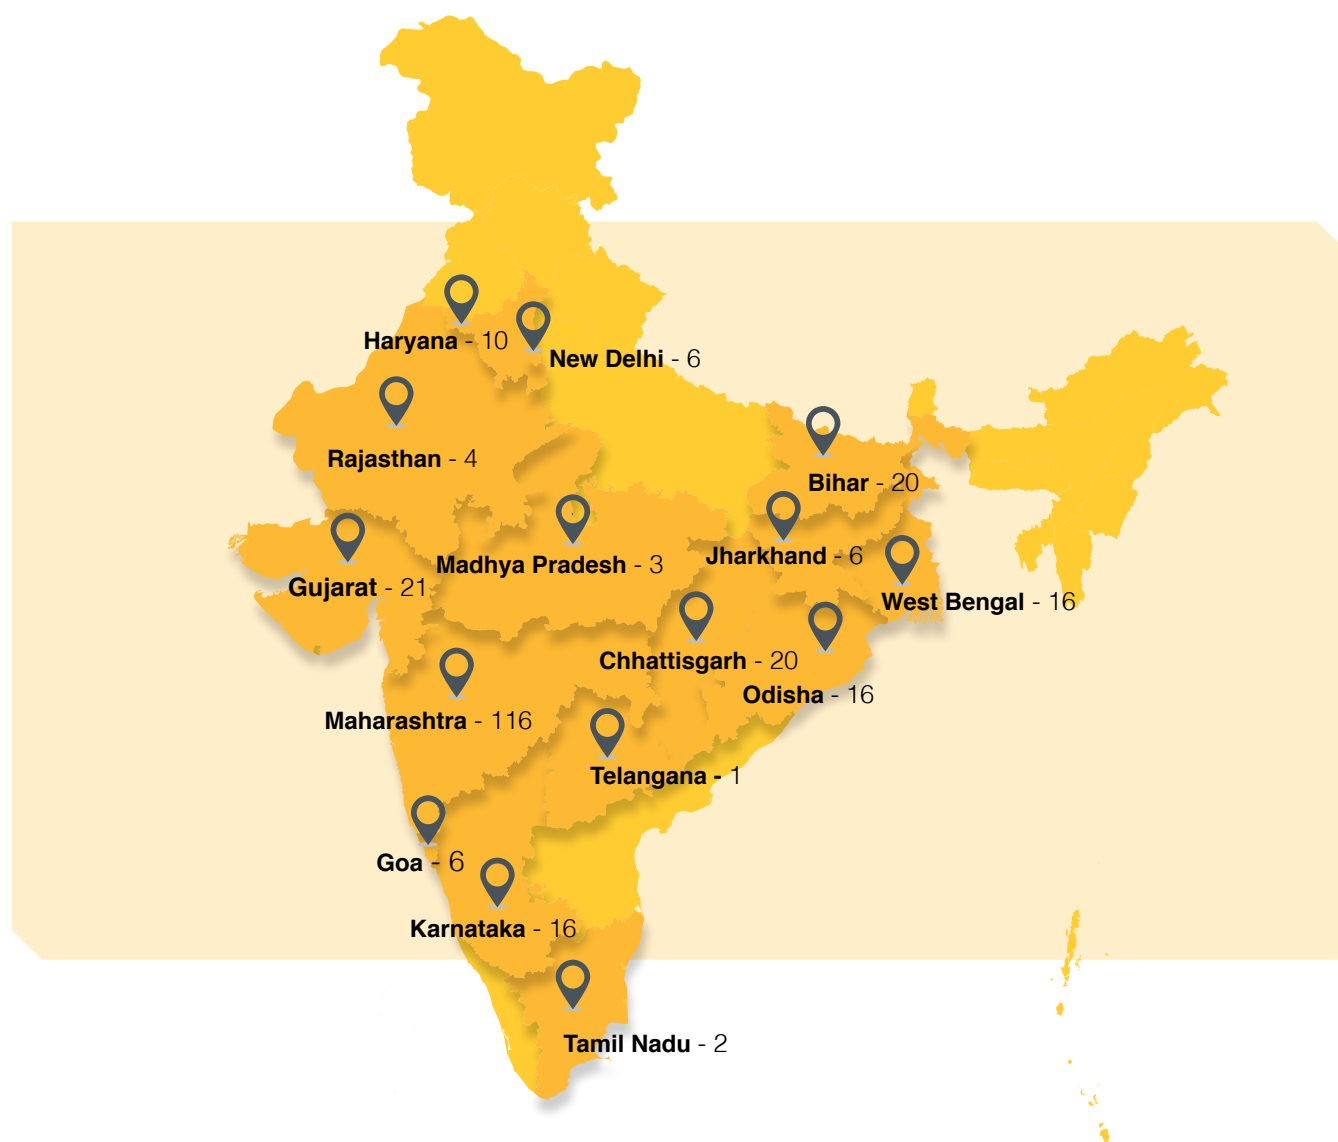 Haryana - 10
New Delhi - 6
Rajasthan - 4
Bihar - 20
Jharkhand - 6
Madhya Pradesh - 3
Gujarat - 21
West Bengal - 16
Chhattisgarh - 20
Odisha - 16
Maharashtra - 116
Telangana - 1
Goa - 6
Karnataka - 16
Tamil Nadu - 2